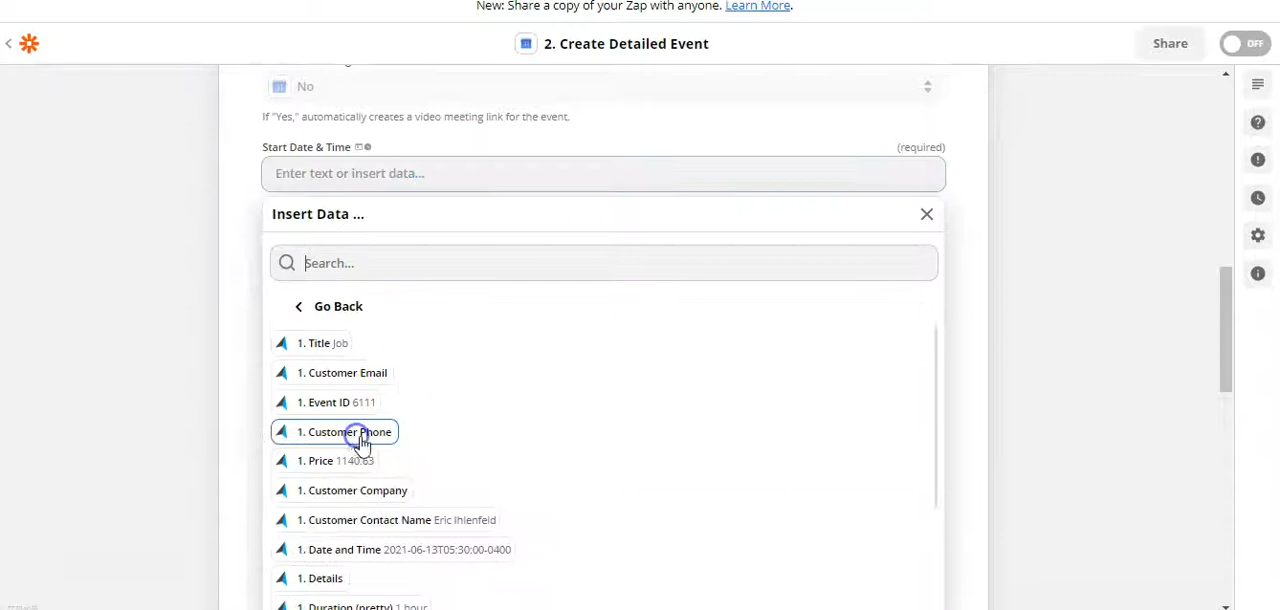 New: Share a copy of your Zap with anyone. Learn More.
2. Create Detailed Event
Share
OFF
No
If "Yes," automatically creates a video meeting link for the event.
Start Date & Time
(required)
Enter text or insert data...
Insert Data ...
Search...
Go Back
1. Title Job
1. Customer Email
1. Event ID 6111
1. Customer Phone
1. Price 1140.63
1. Customer Company
1. Customer Contact Name Eric Ihlenfeld
1. Date and Time 2021-06-13T05:30:00-0400
1. Details
1. Duration (pretty) 1 hour